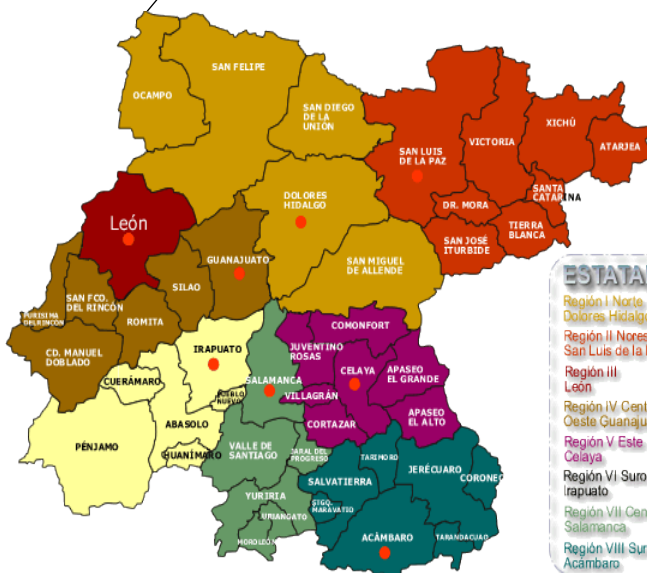 SAN FELIPE
OCAMPO
SAN DIEGO
DE LA
UNIÓN
SAN LUIS
DE LA PAZ
VICTORIA
XICHÚ
ATARJEA
SANTA
CATARINA
DR. MORA
TIERRA
BLANCA
SAN JOSÉ
ITURBIDE
DOLORES
HIDALGO
León
GUANAJUATO
SAN MIGUEL
DE ALLENDE
SILAO
SAN FCO.
DEL RINCÓN
PURISIMA
DEL RINCON
ROMITA
CD. MANUEL
DOBLADO
COMONFORT
JUVENTINO
ROSAS
IRAPUATO
CELAYA
APASEO
EL GRANDE
CUERÁMARO
SALAMANCA
PUEBLO
NUEVO
VILLAGRÁN
APASEO
EL ALTO
ABASOLO
CORTAZAR
PÉNJAMO
HUANÍMARO
VALLE DE
SANTIAGO
JARAL DEL
PROGRESO
TARIMORO
JERÉCUARO
CORONEO
SALVATIERRA
YURIRIA
STGO.
MARAVATIO
URIANGATO
MOROLEÓN
ACÁMBARO
TARANDACUAO
ESTATA
Región I Norte
Dolores Hidalgo
Región II Nores
San Luis de la
Región III
León
Región IV Cent
Oeste Guanaju
Región V Este
Celaya
Región VI Suro
Irapuato
Región VII Cen
Salamanca
Región VIII Sur
Acámbaro